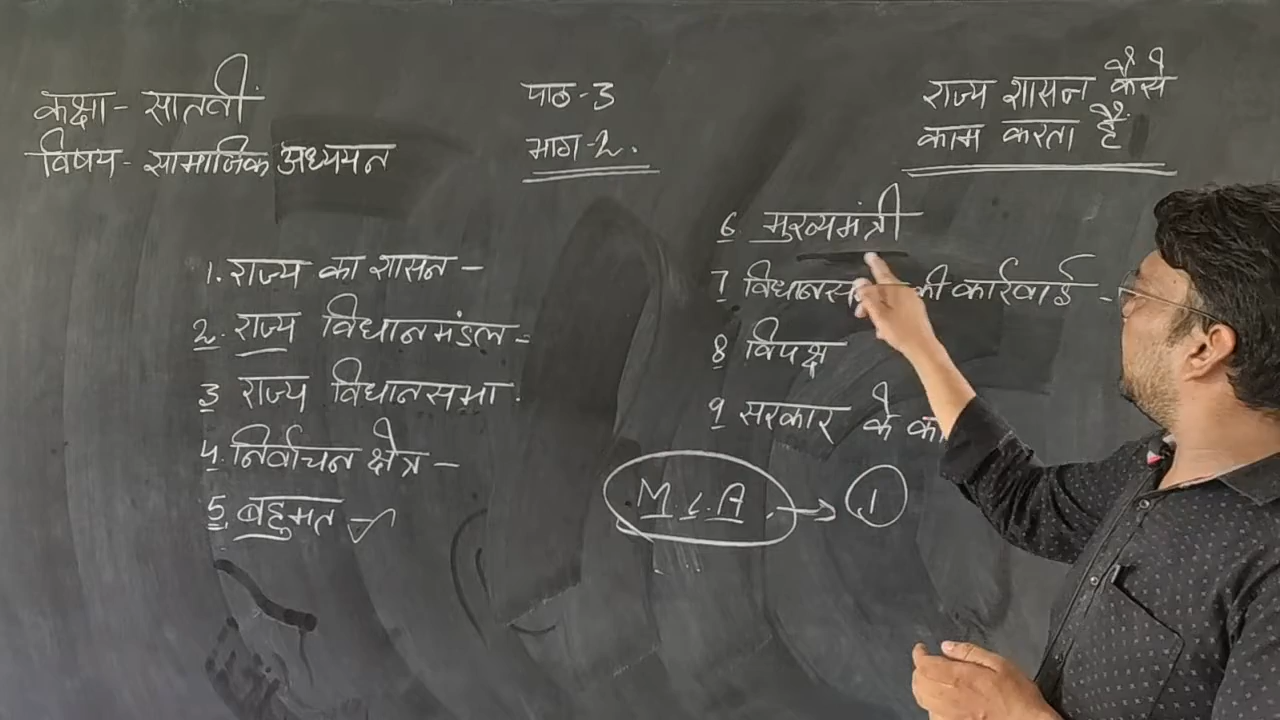 कक्षा - सातवीं
विषय - सामाजिक अध्ययन
पाठ - 3
भाग - 2.
राज्य शासन कैसे
काम करता है
1. राज्य का शासन -
2. राज्य विधानमंडल -
3 राज्य विधानसभा .
4. निर्वाचन क्षेत्र -
5. बहुमत -
6 मुख्यमंत्री
7 की कार्रवाई -
8 विपक्ष
9 सरकार के
M.L.A. → 1